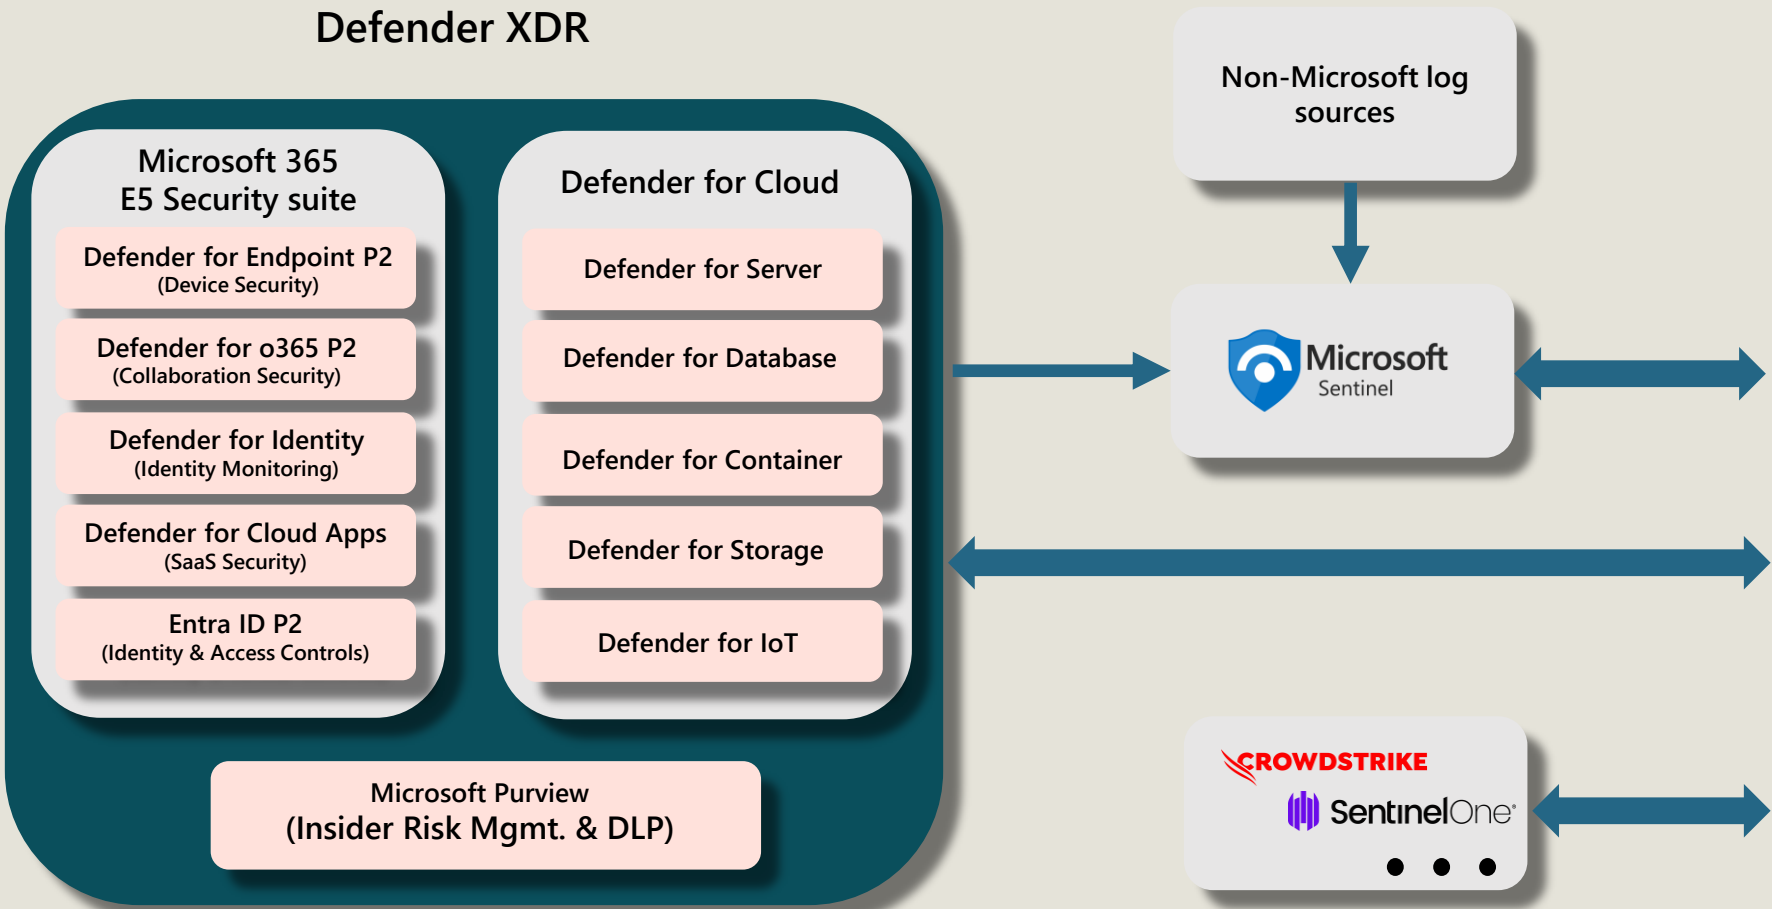 Defender XDR
Microsoft 365
E5 Security suite
Defender for Endpoint P2
(Device Security)
Defender for o365 P2
(Collaboration Security)
Defender for Identity
(Identity Monitoring)
Defender for Cloud Apps
(SaaS Security)
Entra ID P2
(Identity & Access Controls)
Defender for Cloud
Defender for Server
Defender for Database
Defender for Container
Defender for Storage
Defender for IoT
Microsoft Purview
(Insider Risk Mgmt. & DLP)
Non-Microsoft log
sources
Microsoft
Sentinel
CROWDSTRIKE
SentinelOne®